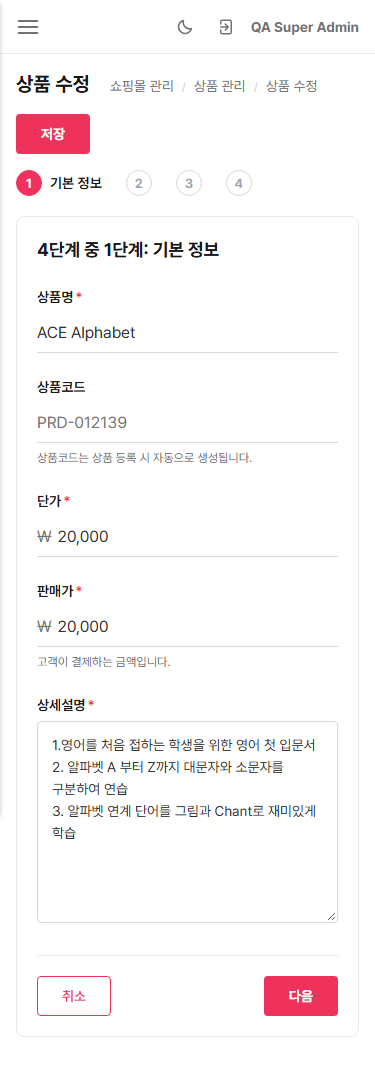 QA Super Admin
상품 수정
쇼핑몰 관리 / 상품 관리 / 상품 수정
저장
1 기본 정보 2 3 4
4단계 중 1단계: 기본 정보
상품명 *
ACE Alphabet
상품코드
PRD-012139
상품코드는 상품 등록 시 자동으로 생성됩니다.
단가 *
₩ 20,000
판매가 *
₩ 20,000
고객이 결제하는 금액입니다.
상세설명 *
1.영어를 처음 접하는 학생을 위한 영어 첫 입문서
2. 알파벳 A 부터 Z까지 대문자와 소문자를
구분하여 연습
3. 알파벳 연계 단어를 그림과 Chant로 재미있게
학습
취소 다음